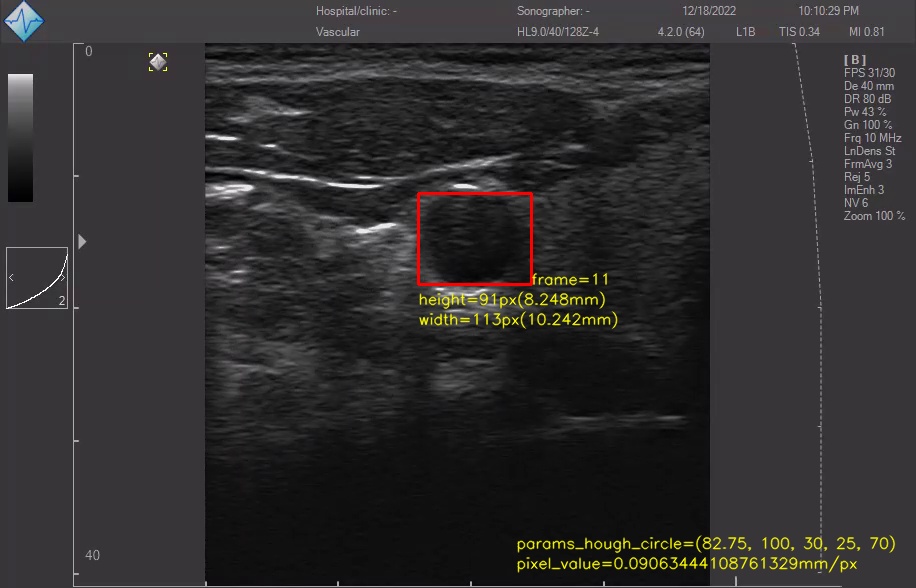 Hospital/clinic: - Sonographer: - 12/18/2022 10:10:29 PM
Vascular HL9.0/40/128Z-4 4.2.0 (64) L1B TIS 0.34 MI 0.81
0
[ B ]
FPS 31/30
De 40 mm
DR 80 dB
Pw 43 %
Gn 100 %
Frq 10 MHz
LnDens St
FrmAvg 3
Rej 5
ImEnh 3
NV 6
Zoom 100 %
2
frame=11
height=91px(8.248mm)
width=113px(10.242mm)
40
params_hough_circle=(82.75, 100, 30, 25, 70)
pixel_value=0.09063444108761329mm/px